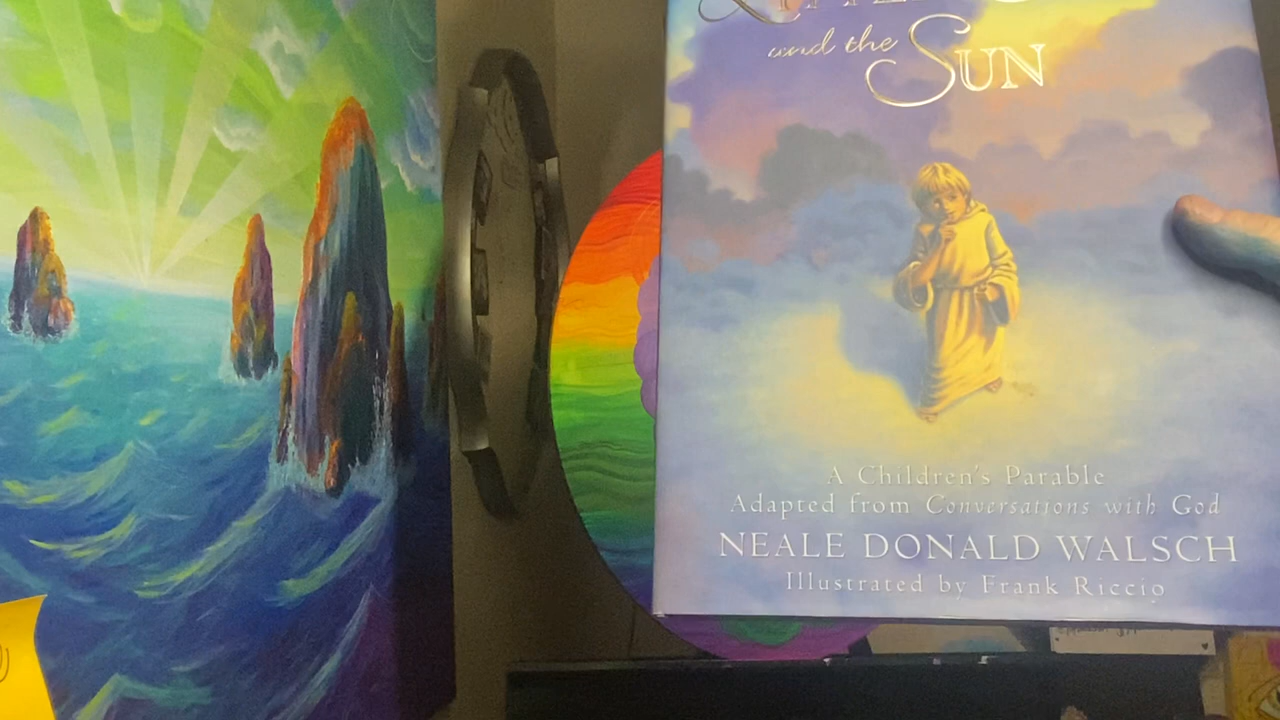 and the
SUN
A Children's Parable
Adapted from Conversations with God
NEALE DONALD WALSCH
Illustrated by Frank Riccio